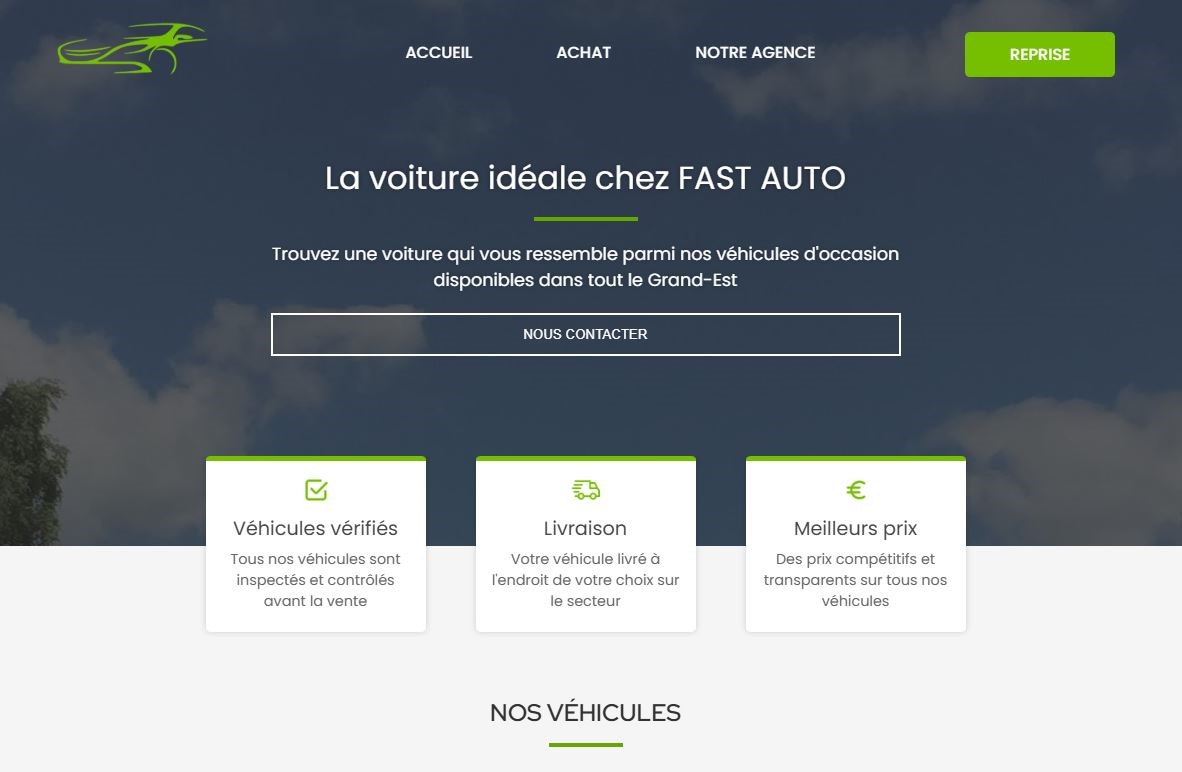 ACCUEIL ACHAT NOTRE AGENCE REPRISE
La voiture idéale chez FAST AUTO
Trouvez une voiture qui vous ressemble parmi nos véhicules d'occasion
disponibles dans tout le Grand-Est
NOUS CONTACTER
Véhicules vérifiés
Tous nos véhicules sont
inspectés et contrôlés
avant la vente
Livraison
Votre véhicule livré à
l'endroit de votre choix sur
le secteur
Meilleurs prix
Des prix compétitifs et
transparents sur tous nos
véhicules
NOS VÉHICULES